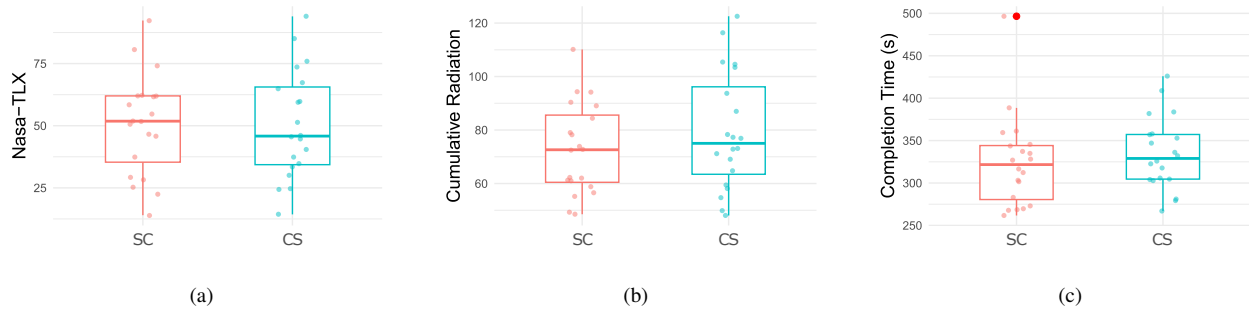 Nasa−TLX
75
50
25
SC CS
(a)
Cumulative Radiation
120
100
80
60
SC CS
(b)
Completion Time (s)
500
450
400
350
300
250
SC CS
(c)